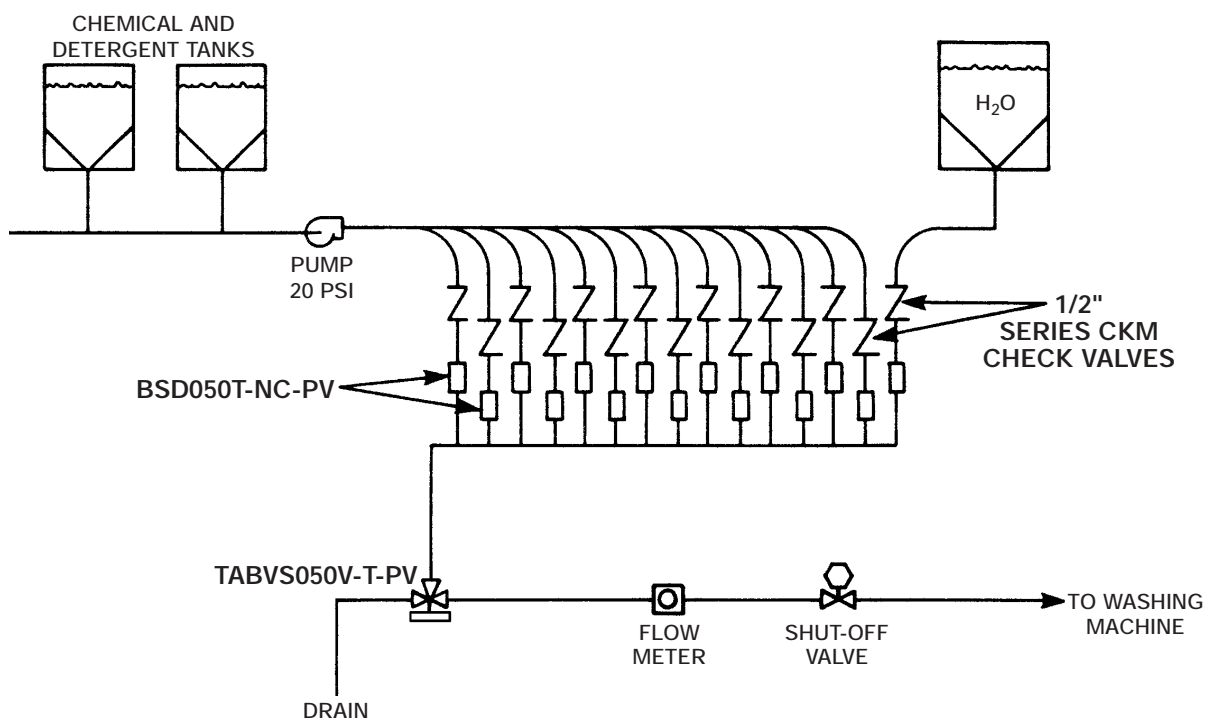 CHEMICAL AND
DETERGENT TANKS
H₂O
PUMP
20 PSI
1/2"
SERIES CKM
CHECK VALVES
BSD050T-NC-PV
TABVS050V-T-PV
FLOW
METER
SHUT-OFF
VALVE
TO WASHING
MACHINE
DRAIN